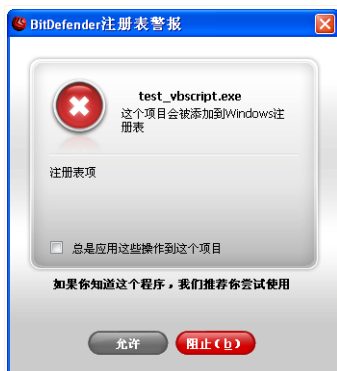 BitDefender注册表警报
test_vbscript.exe
这个项目会被添加到Windows注
册表
注册表项
总是应用这些操作到这个项目
如果你知道这个程序，我们推荐你尝试使用
允许
阻止(b)